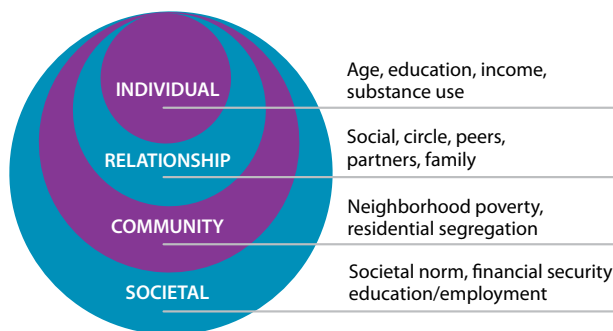 INDIVIDUAL
Age, education, income,
substance use
RELATIONSHIP
Social, circle, peers,
partners, family
COMMUNITY
Neighborhood poverty,
residential segregation
SOCIETAL
Societal norm, financial security
education/employment